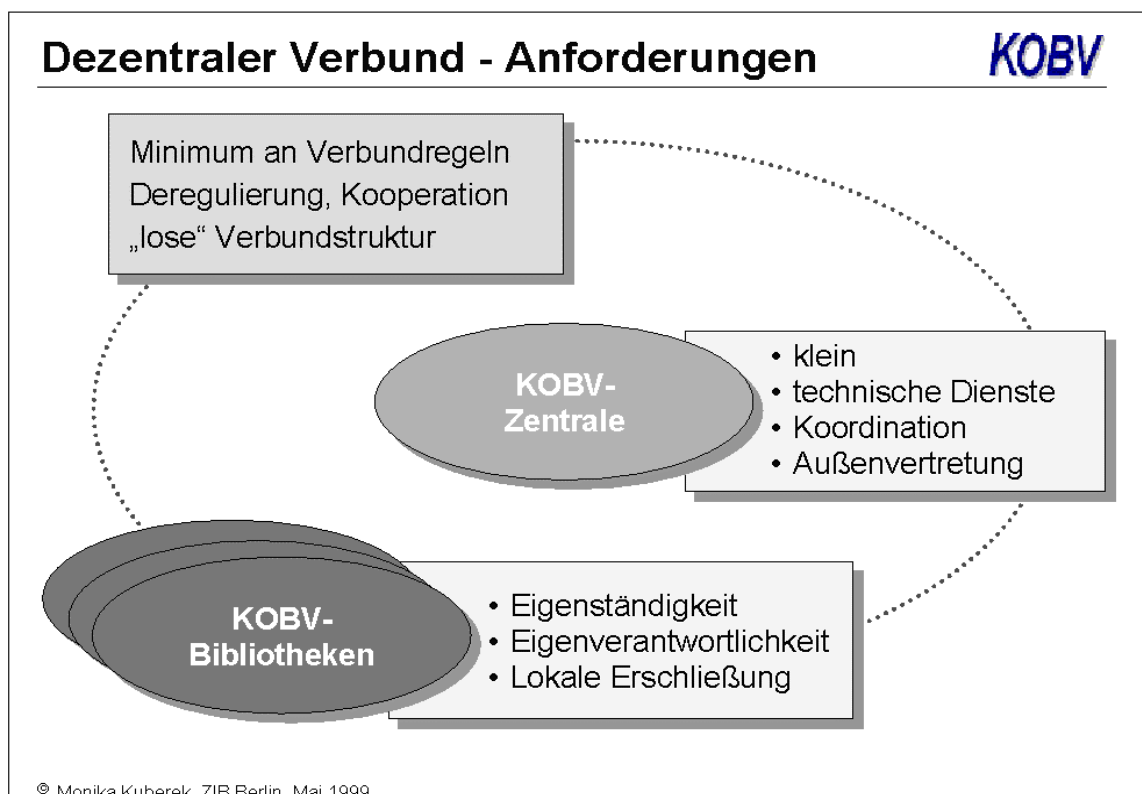 Dezentraler Verbund - Anforderungen
KOBV
Minimum an Verbundregeln
Deregulierung, Kooperation
„lose“ Verbundstruktur
KOBV-
Zentrale
• klein
• technische Dienste
• Koordination
• Außenvertretung
KOBV-
Bibliotheken
• Eigenständigkeit
• Eigenverantwortlichkeit
• Lokale Erschließung
© Monika Kuberek, ZIB Berlin, Mai 1999